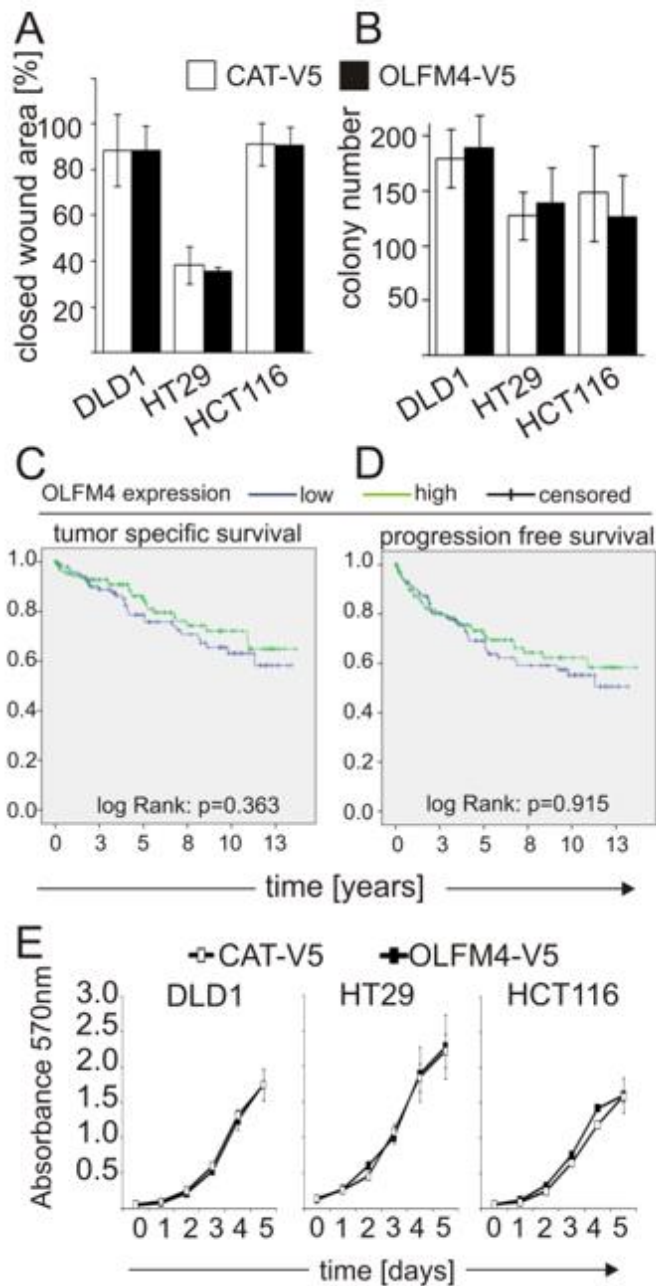 A
B
CAT-V5 OLFM4-V5
closed wound area [%]
100
80
60
40
20
DLD1
HT29
HCT116
colony number
200
150
100
50
DLD1
HT29
HCT116
C
D
OLFM4 expression low high censored
tumor specific survival
1.0
0.8
0.6
0.4
0.2
0.0
log Rank: p=0.363
0 3 5 8 10 13
progression free survival
1.0
0.8
0.6
0.4
0.2
0.0
log Rank: p=0.915
0 3 5 8 10 13
time [years]
E
CAT-V5 OLFM4-V5
Absorbance 570nm
3.0
2.5
2.0
1.5
1.0
0.5
DLD1
HT29
HCT116
0 1 2 3 4 5
0 1 2 3 4 5
0 1 2 3 4 5
time [days]